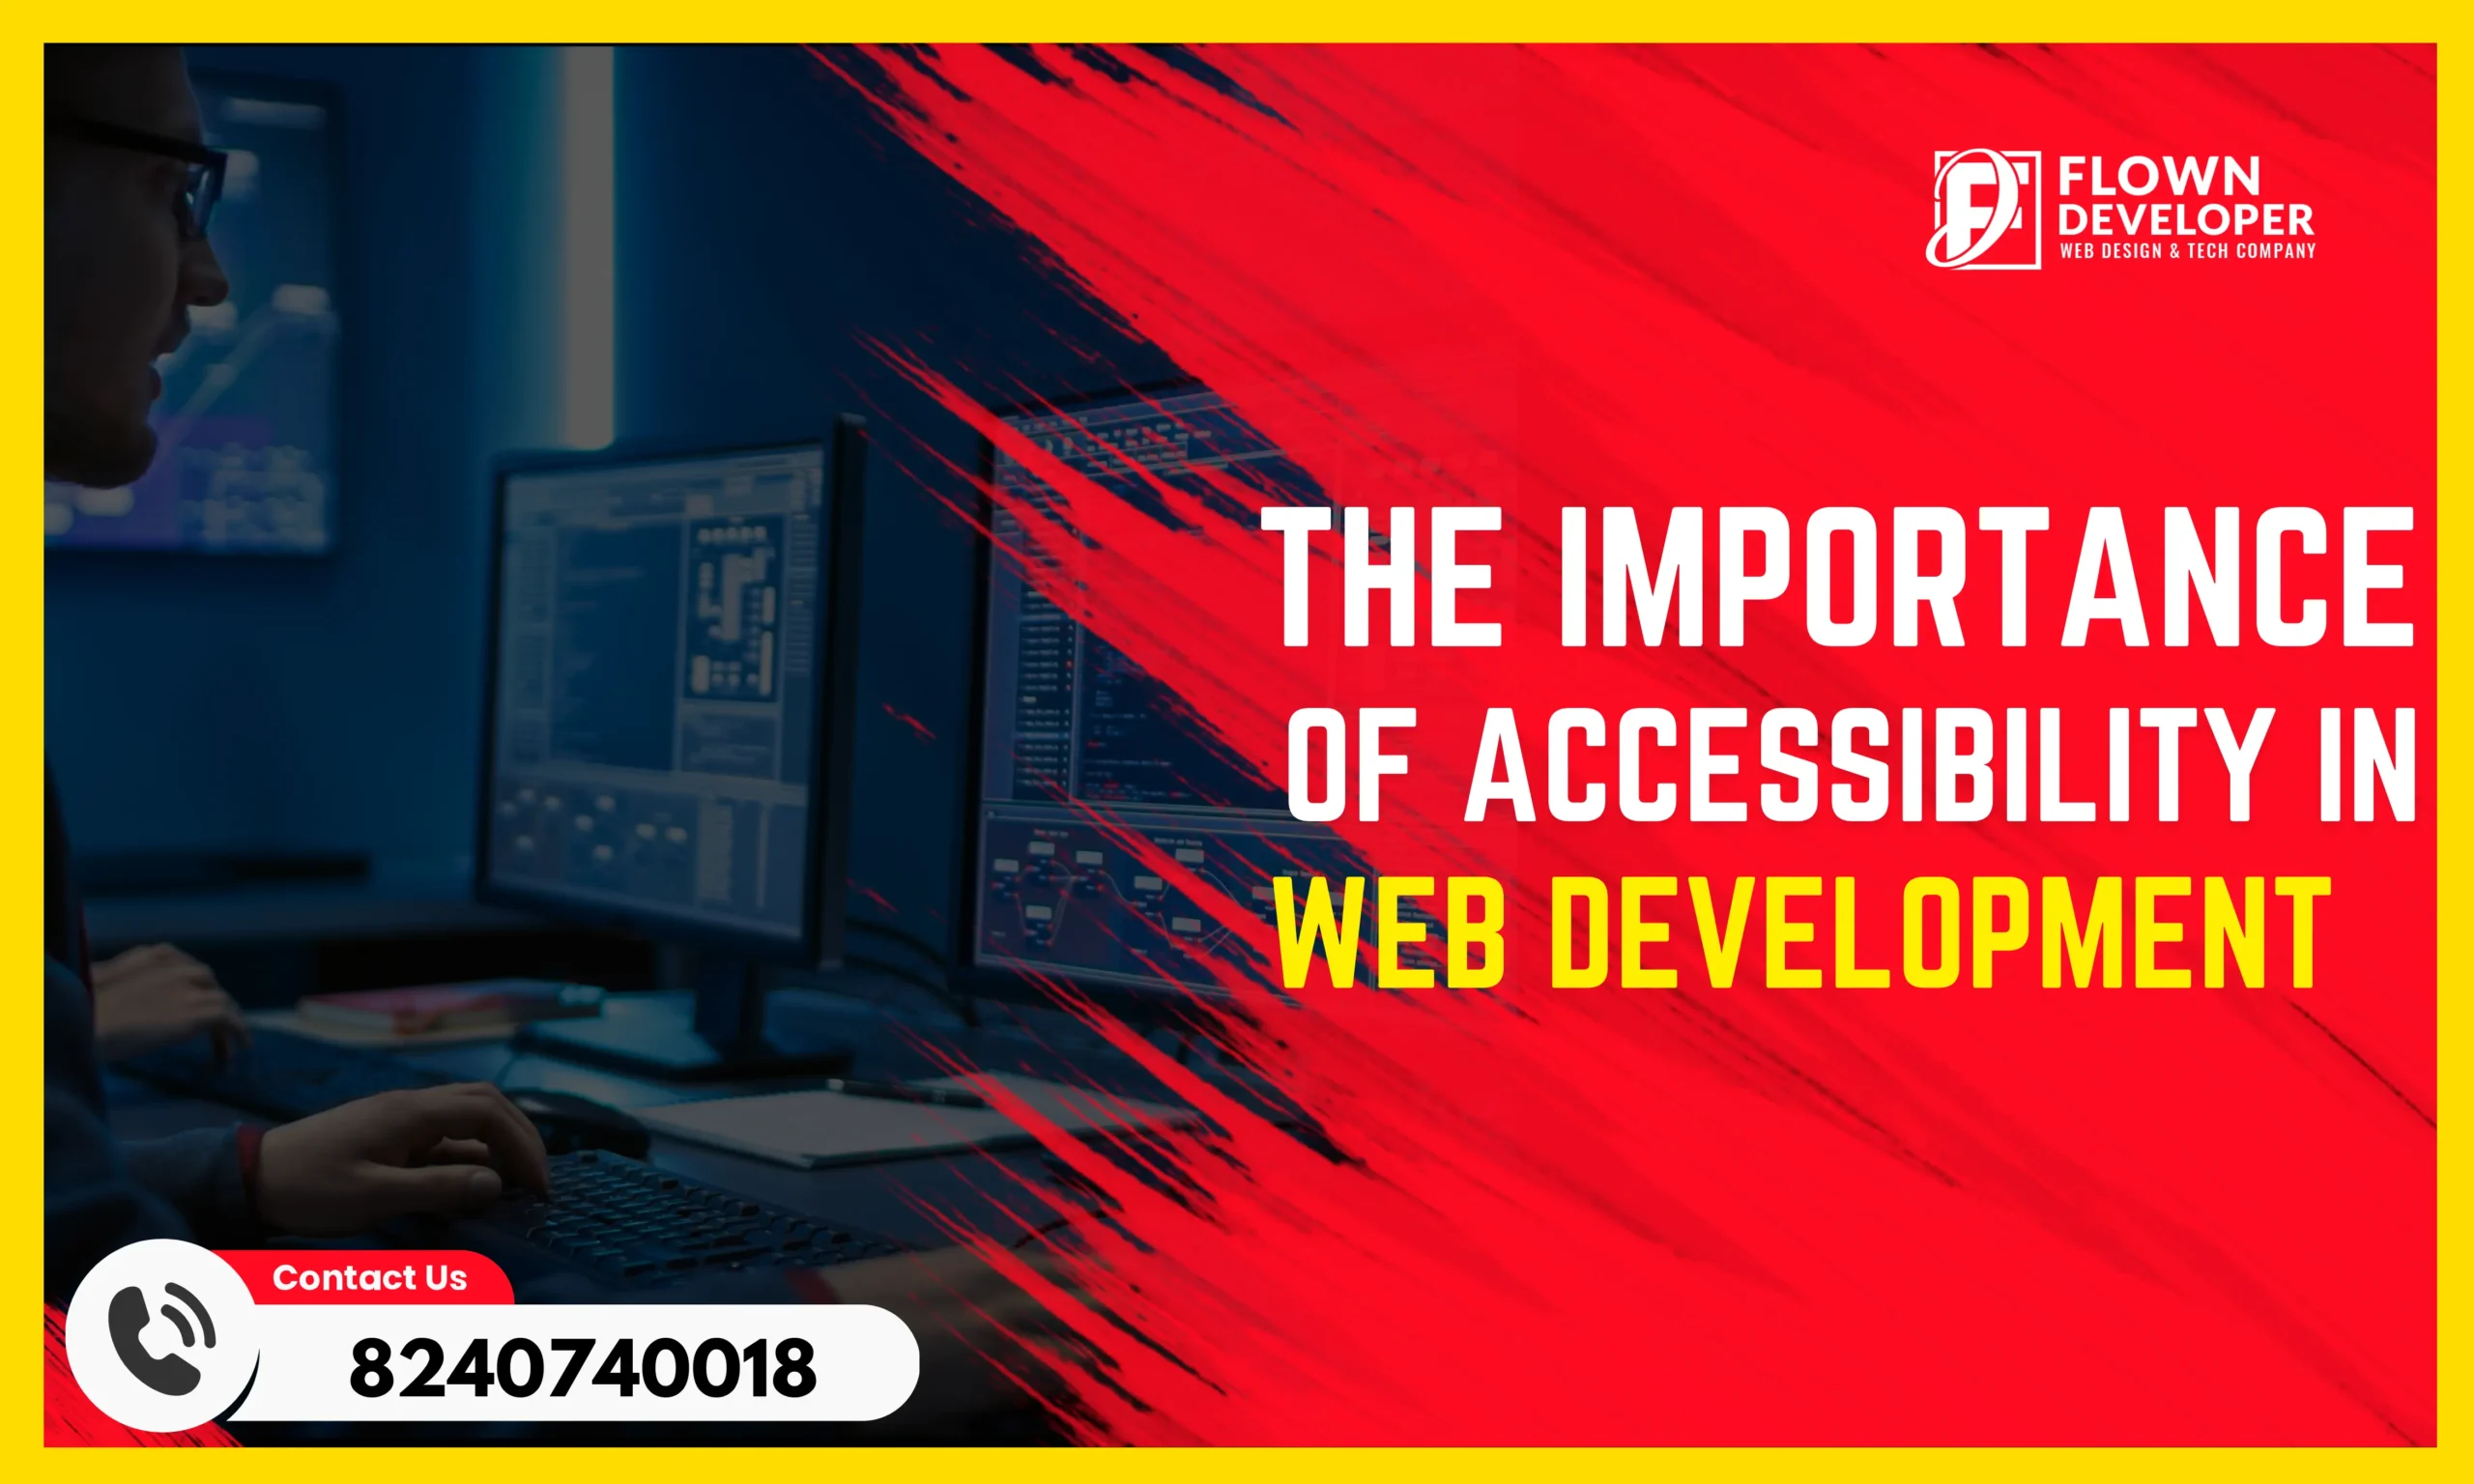 FLOWN
DEVELOPER
WEB DESIGN & TECH COMPANY
THE IMPORTANCE
OF ACCESSIBILITY IN
WEB DEVELOPMENT
Contact Us
8240740018